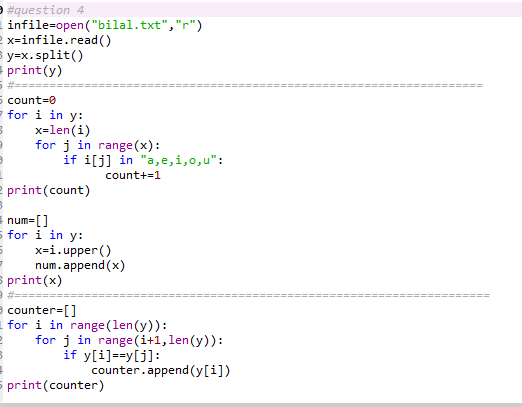 #question 4
infile=open("bilal.txt","r")
x=infile.read()
y=x.split()
print(y)
#==================================================================
count=0
for i in y:
    x=len(i)
    for j in range(x):
        if i[j] in "a,e,i,o,u":
              count+=1
print(count)

num=[]
for i in y:
    x=i.upper()
    num.append(x)
print(x)
#===================================================================
counter=[]
for i in range(len(y)):
    for j in range(i+1,len(y)):
        if y[i]==y[j]:
            counter.append(y[i])
print(counter)